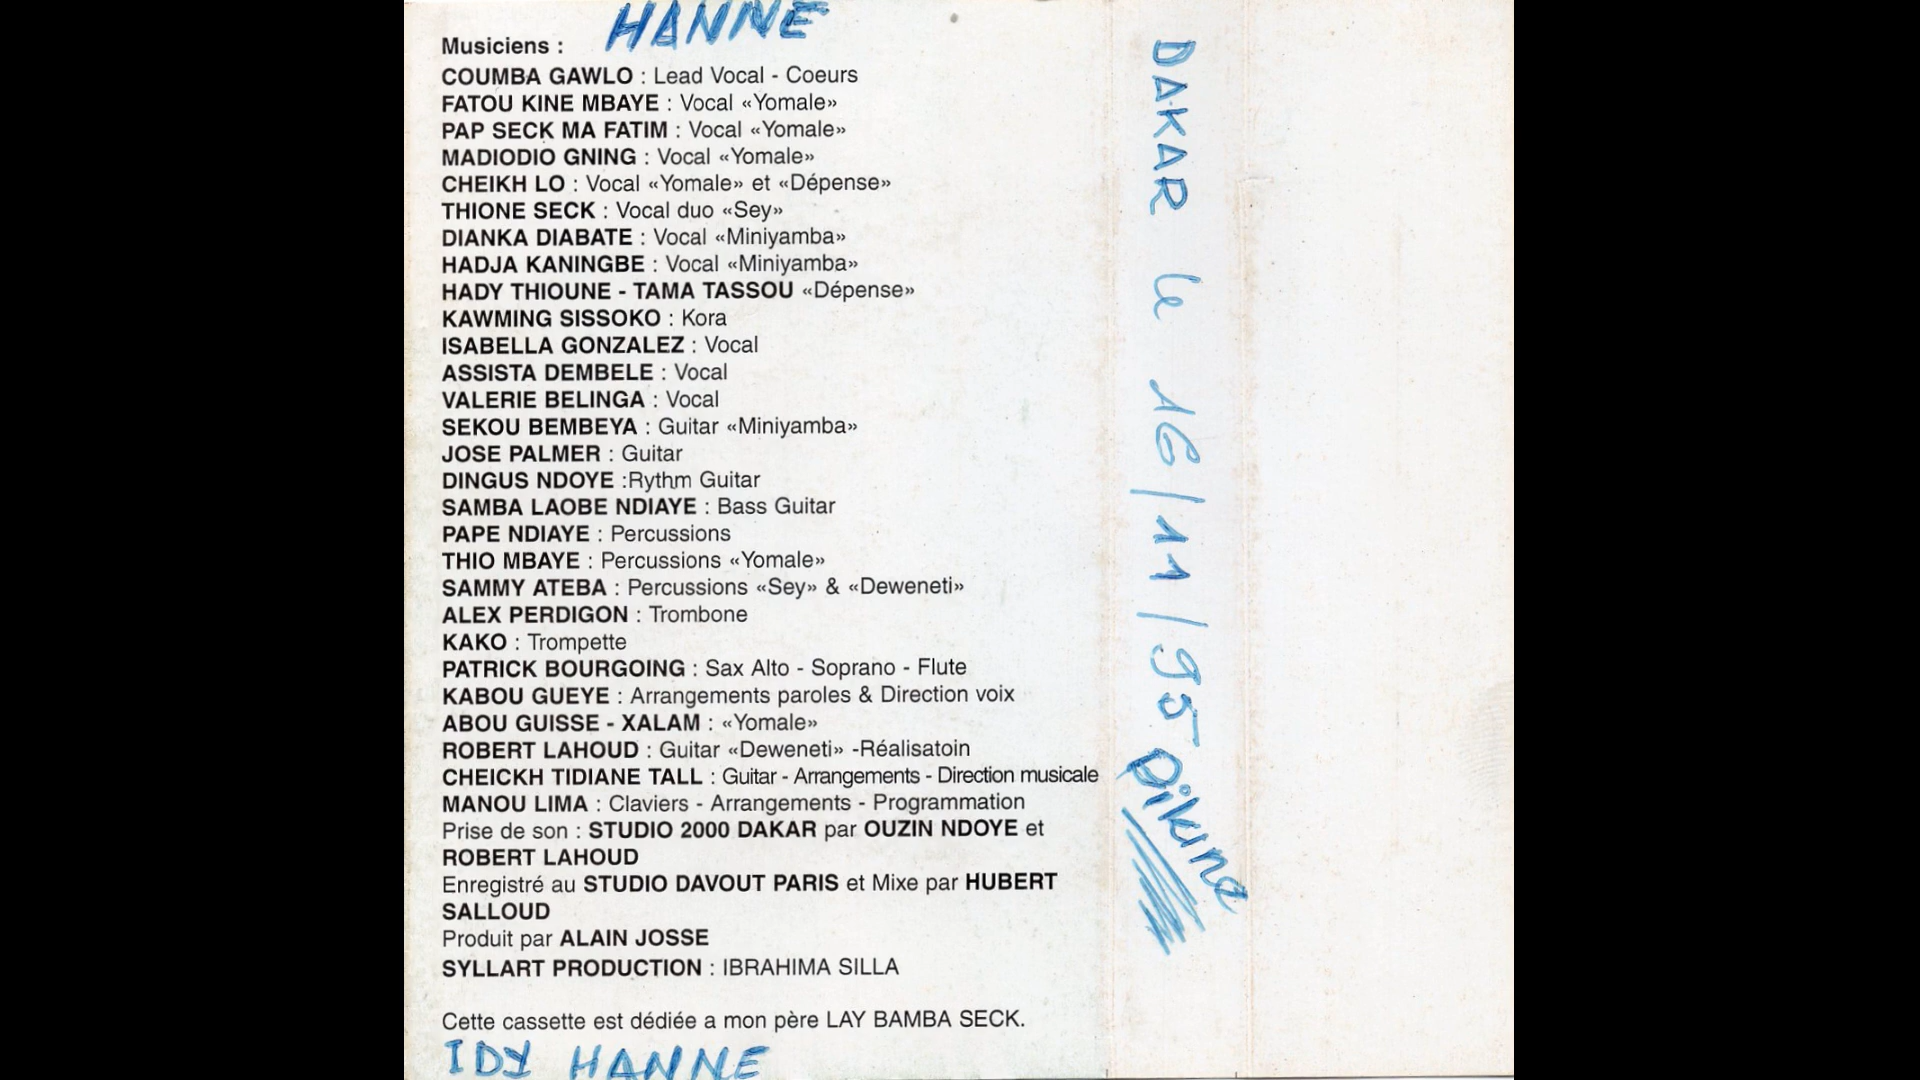 HANNE
Musiciens :
COUMBA GAWLO : Lead Vocal - Coeurs
FATOU KINE MBAYE : Vocal «Yomale»
PAP SECK MA FATIM : Vocal «Yomale»
MADIODIO GNING : Vocal «Yomale»
CHEIKH LO : Vocal «Yomale» et «Dépense»
THIONE SECK : Vocal duo «Sey»
DIANKA DIABATE : Vocal «Miniyamba»
HADJA KANINGBE : Vocal «Miniyamba»
HADY THIOUNE - TAMA TASSOU «Dépense»
KAWMING SISSOKO : Kora
ISABELLA GONZALEZ : Vocal
ASSISTA DEMBELE : Vocal
VALERIE BELINGA : Vocal
SEKOU BEMBEYA : Guitar «Miniyamba»
JOSE PALMER : Guitar
DINGUS NDOYE :Rythm Guitar
SAMBA LAOBE NDIAYE : Bass Guitar
PAPE NDIAYE : Percussions
THIO MBAYE : Percussions «Yomale»
SAMMY ATEBA : Percussions «Sey» & «Deweneti»
ALEX PERDIGON : Trombone
KAKO : Trompette
PATRICK BOURGOING : Sax Alto - Soprano - Flute
KABOU GUEYE : Arrangements paroles & Direction voix
ABOU GUISSE - XALAM : «Yomale»
ROBERT LAHOUD : Guitar «Deweneti» -Réalisatoin
CHEICKH TIDIANE TALL : Guitar - Arrangements - Direction musicale
MANOU LIMA : Claviers - Arrangements - Programmation
Prise de son : STUDIO 2000 DAKAR par OUZIN NDOYE et
ROBERT LAHOUD
Enregistré au STUDIO DAVOUT PARIS et Mixe par HUBERT
SALLOUD
Produit par ALAIN JOSSE
SYLLART PRODUCTION : IBRAHIMA SILLA
Cette cassette est dédiée a mon père LAY BAMBA SECK.
IDY HANNE
DAKAR le 16/11/95
Pikine